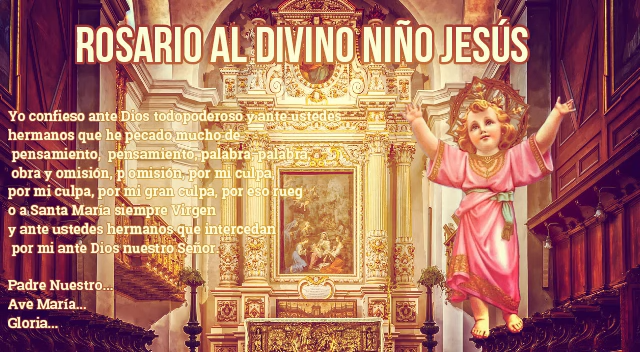 ROSARIO AL DIVINO NIÑO JESÚS
Yo confieso ante Dios todopoderoso y ante ustedes
hermanos que he pecado mucho de
pensamiento, pensamiento, palabra, palabra,
obra y omisión, p omisión, por mi culpa,
por mi culpa, por mi gran culpa, por eso rueg
o a Santa María siempre Virgen
y ante ustedes hermanos que intercedan
por mi ante Dios nuestro Señor.
Padre Nuestro...
Ave María...
Gloria...